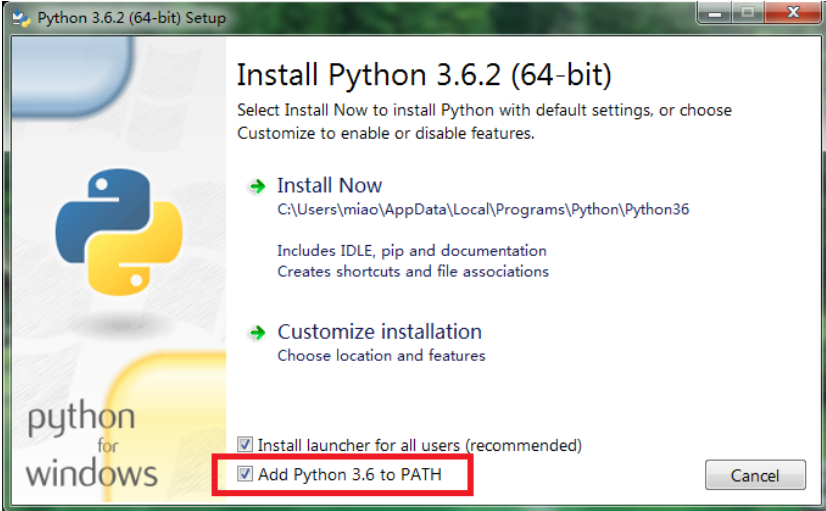 Python 3.6.2 (64-bit) Setup
Install Python 3.6.2 (64-bit)
Select Install Now to install Python with default settings, or choose
Customize to enable or disable features.
Install Now
C:\Users\miao\AppData\Local\Programs\Python\Python36
Includes IDLE, pip and documentation
Creates shortcuts and file associations
Customize installation
Choose location and features
python
for
windows
Install launcher for all users (recommended)
Add Python 3.6 to PATH
Cancel